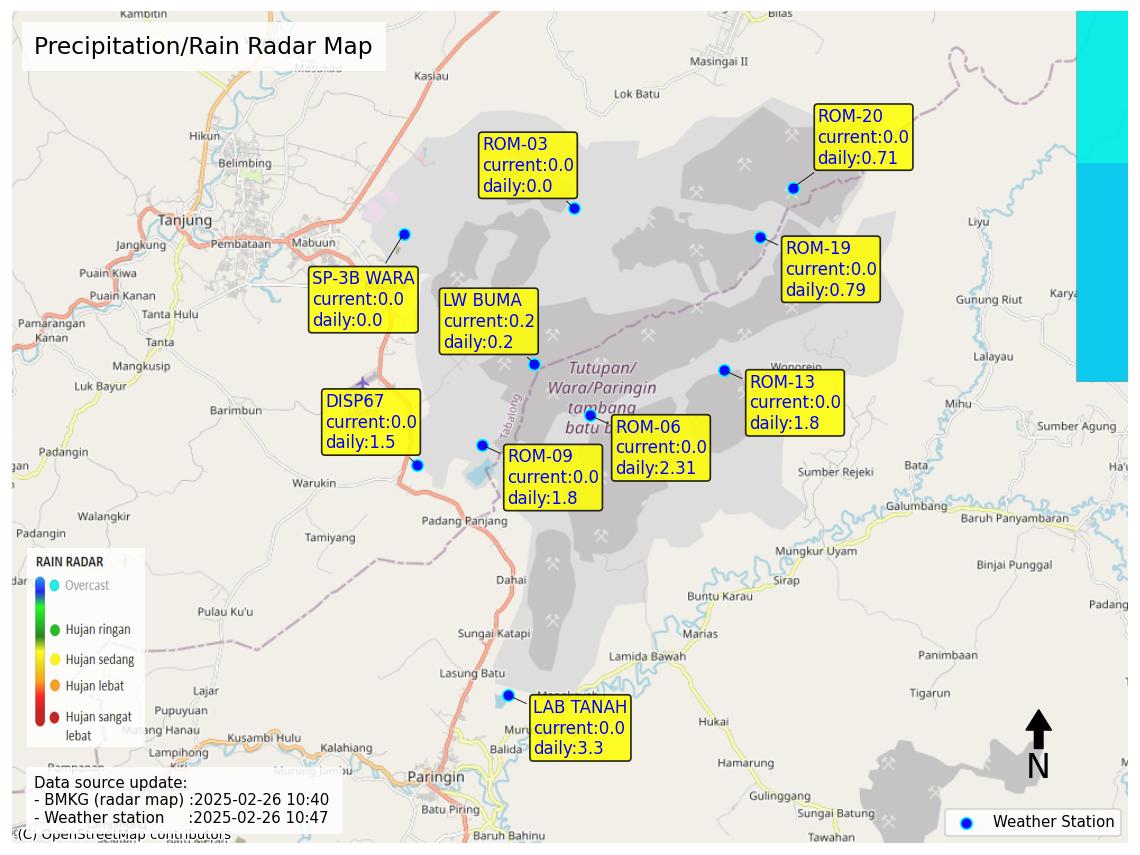 Kambitin
Bilas
Precipitation/Rain Radar Map
Masukau
Kasiau
Masingai II
Lok Batu
Hikun
Belimbing
ROM-20
current:0.0
daily:0.71
ROM-03
current:0.0
daily:0.0
Tanjung
Jangkung
Pembataan
Mabuun
Liyu
ROM-19
current:0.0
daily:0.79
Puain Kiwa
Puain Kanan
SP-3B WARA
current:0.0
daily:0.0
LW BUMA
current:0.2
daily:0.2
Gunung Riut
Karya
Tanta Hulu
Pamarangan
Kanan
Tanta
Mangkusip
Luk Bayur
Lalayau
Wonorejo
Tutupan/
Wara/Paringin
tambang
batu b
Tabalong
ROM-13
current:0.0
daily:1.8
Barimbun
DISP67
current:0.0
daily:1.5
Mihu
Sumber Agung
ROM-06
current:0.0
daily:2.31
ROM-09
current:0.0
daily:1.8
gan
Padangin
Warukin
Sumber Rejeki
Bata
Ha'u
Galumbang
Baruh Panyambaran
Walangkir
Padang Panjang
Padangin
Tamiyang
Mungkur Uyam
Binjai Punggal
Sirap
Dahai
Buntu Karau
Padang
RAIN RADAR
Overcast
Hujan ringan
Hujan sedang
Hujan lebat
Hujan sangat
lebat
Pulau Ku'u
Sungai Katapi
Marias
Lamida Bawah
Panimbaan
Lasung Batu
Lajar
Tigarun
Pupuyuan
Matang Hanau
Kusambi Hulu
Kalahiang
LAB TANAH
current:0.0
daily:3.3
Hukai
Lampihong
Balida
Murung Jambu
Paringin
Hamarung
N
Data source update:
- BMKG (radar map) :2025-02-26 10:40
- Weather station :2025-02-26 10:47
(C) OpenStreetMap contributors
Batu Piring
Gulinggang
Sungai Batung
Baruh Bahinu
Tawahan
Weather Station